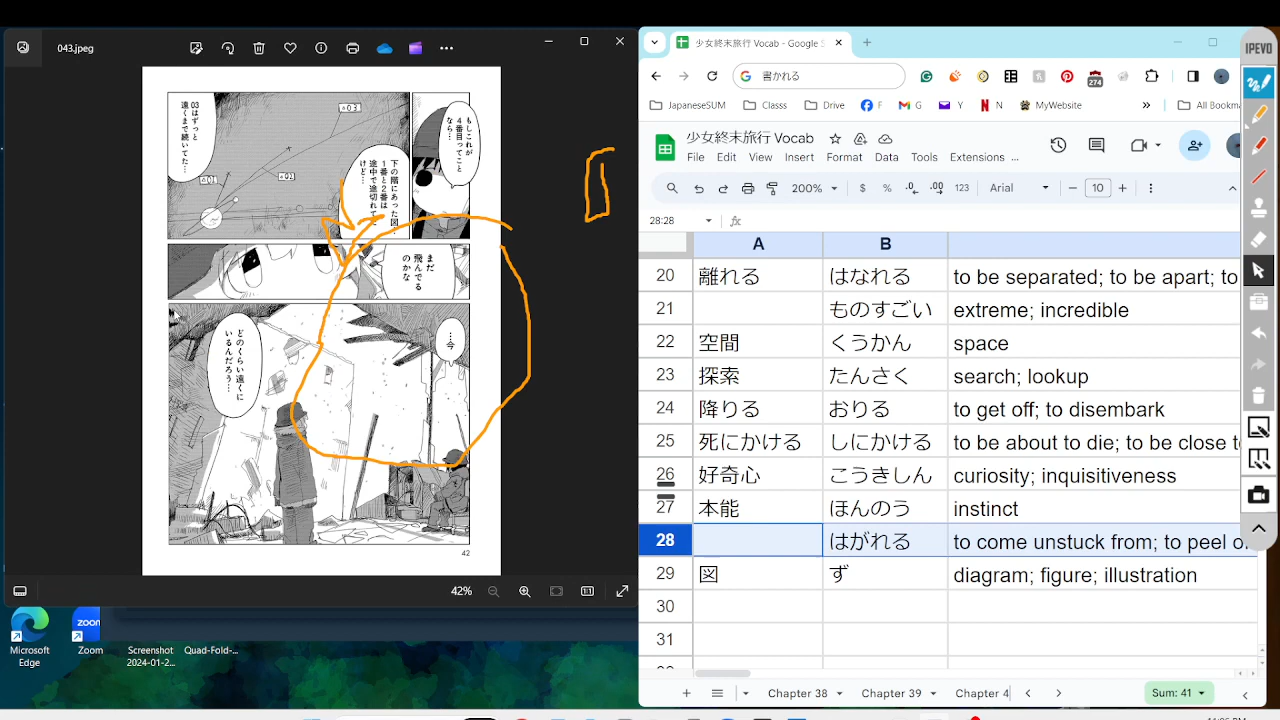 043.jpeg
もしこれが
4番目ってこと
なら…
下の階にあった図…
1番と2番は
途中で途切れて
けど…
03はずっと
遠くまで続いてた…
#03
#02
#01
まだ
飛んでる
のかな
…今
どのくらい遠くに
いるんだろう…
42
42%
Microsoft
Edge
Zoom
Screenshot
2024-01-2...
Quad-Fold-...
zoom
少女終末旅行 Vocab - Google S
書かれる
274
JapaneseSUM
Classs
Drive
F
G
Y
N
MyWebsite
All Bookm
少女終末旅行 Vocab
File Edit View Insert Format Data Tools Extensions ...
200%
$ % .0 .00 123
Arial
10
28:28
fx
A B
20 離れる はなれる to be separated; to be apart; to
21 ものすごい extreme; incredible
22 空間 くうかん space
23 探索 たんさく search; lookup
24 降りる おりる to get off; to disembark
25 死にかける しにかける to be about to die; to be close to
26 好奇心 こうきしん curiosity; inquisitiveness
27 本能 ほんのう instinct
28 はがれる to come unstuck from; to peel o
29 図 ず diagram; figure; illustration
30
31
Chapter 38
Chapter 39
Chapter 4
Sum: 41
IPEVO